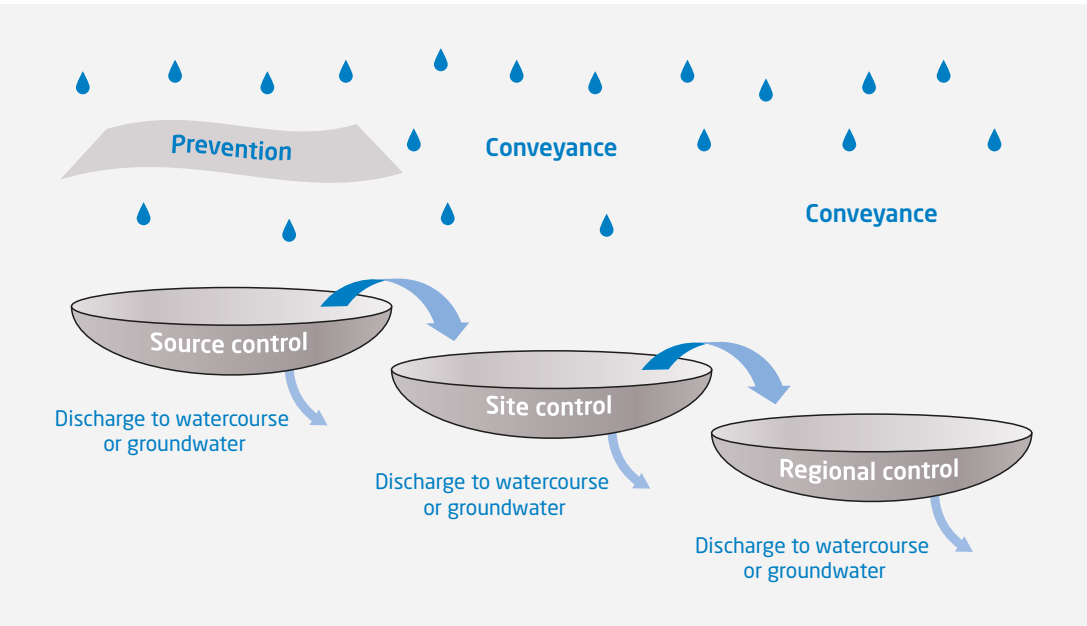 Prevention
Conveyance
Conveyance
Source control
Discharge to watercourse
or groundwater
Site control
Discharge to watercourse
or groundwater
Regional control
Discharge to watercourse
or groundwater